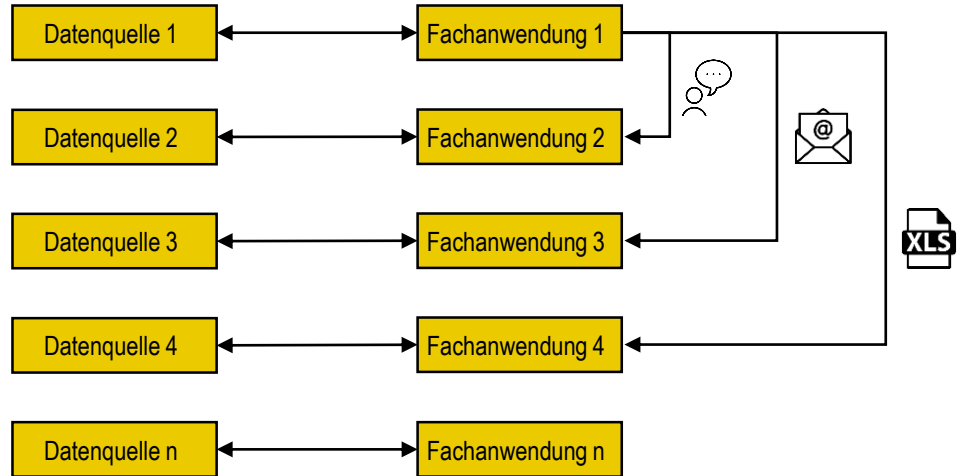 Datenquelle 1
Fachanwendung 1
...
Datenquelle 2
Fachanwendung 2
@
Datenquelle 3
Fachanwendung 3
XLS
Datenquelle 4
Fachanwendung 4
Datenquelle n
Fachanwendung n